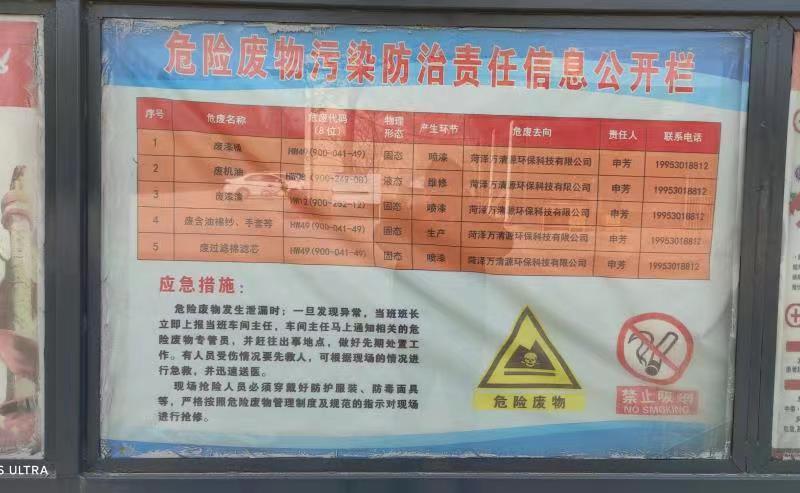 危险废物污染防治责任信息公开栏
序号 危废名称 危废代码（8位） 物理形态 产生环节 危废去向 责任人 联系电话
1 废漆桶 HW49(900-041-49) 固态 喷漆 菏泽万清源环保科技有限公司 申芳 19953018812
2 废机油 HW08(900-249-08) 液态 维修 菏泽万清源环保科技有限公司 申芳 19953018812
3 废漆渣 HW12(900-252-12) 固态 喷漆 菏泽万清源环保科技有限公司 申芳 19953018812
4 废含油棉纱、手套等 HW49(900-041-49) 固态 生产 菏泽万清源环保科技有限公司 申芳 19953018812
5 废过滤棉滤芯 HW49(900-041-49) 固态 喷漆 菏泽万清源环保科技有限公司 申芳 19953018812
应急措施：
危险废物发生泄漏时：一旦发现异常，当班班长
立即上报当班车间主任，车间主任马上通知相关的危
险废物专管员，并赶往出事地点，做好先期处置工
作。有人员受伤情况要先救人，可根据现场的情况进
行急救，并迅速送医。
现场抢险人员必须穿戴好防护服装、防毒面具
等，严格按照危险废物管理制度及规范的指示对现场
进行抢修。
危险废物
禁止吸烟
NO SMOKING
S ULTRA